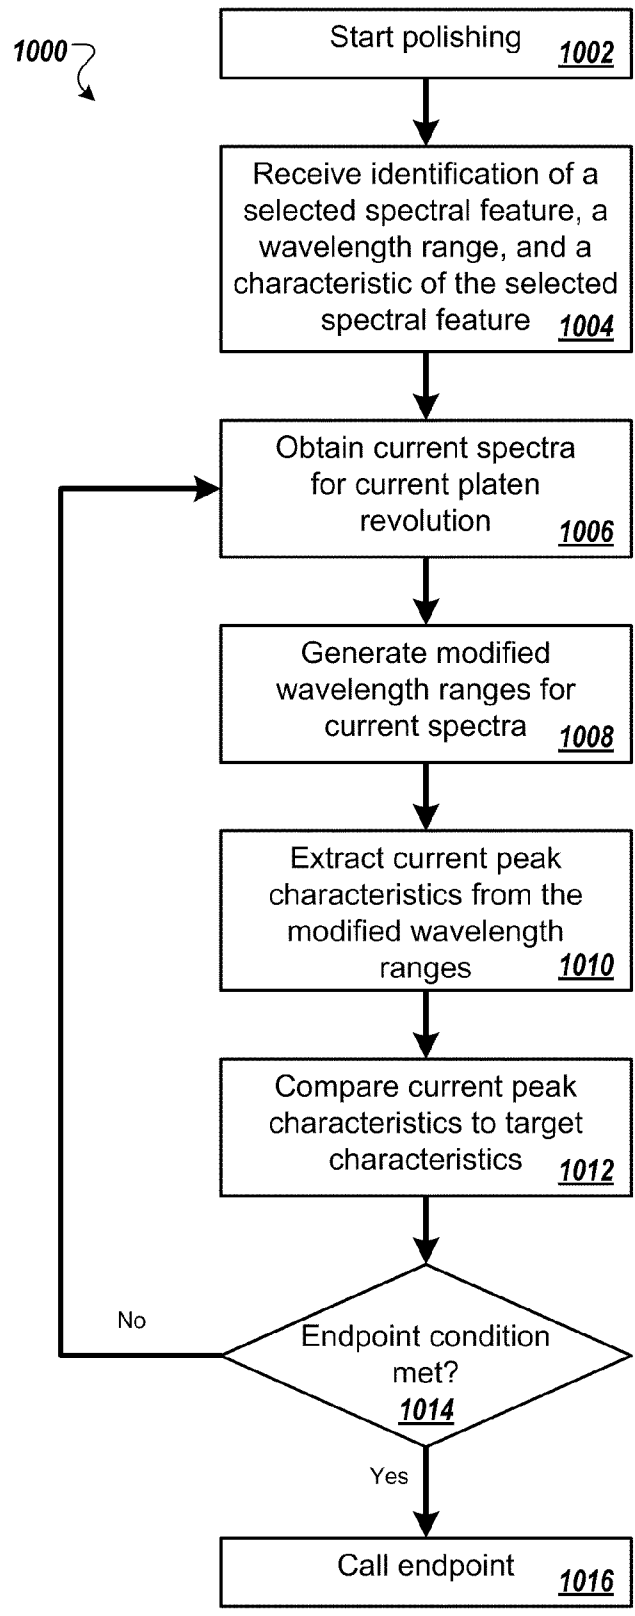 1000
Start polishing
1002
Receive identification of a
selected spectral feature, a
wavelength range, and a
characteristic of the selected
spectral feature
1004
Obtain current spectra
for current platen
revolution
1006
Generate modified
wavelength ranges for
current spectra
1008
Extract current peak
characteristics from the
modified wavelength
ranges
1010
Compare current peak
characteristics to target
characteristics
1012
No
Endpoint condition
met?
1014
Yes
Call endpoint
1016